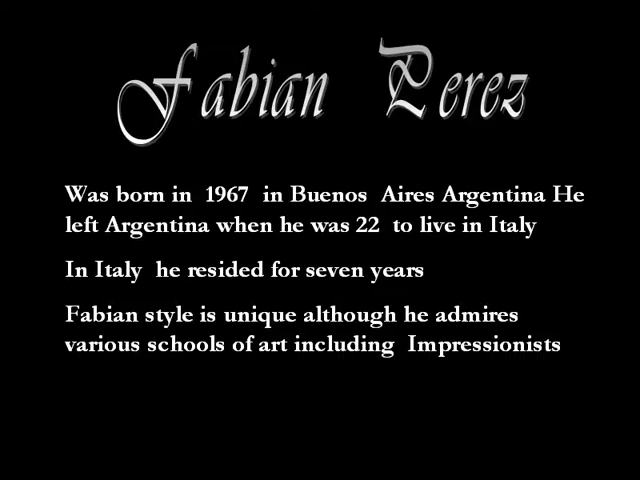 Fabian Perez
Was born in 1967 in Buenos Aires Argentina He
left Argentina when he was 22 to live in Italy
In Italy he resided for seven years
Fabian style is unique although he admires
various schools of art including Impressionists